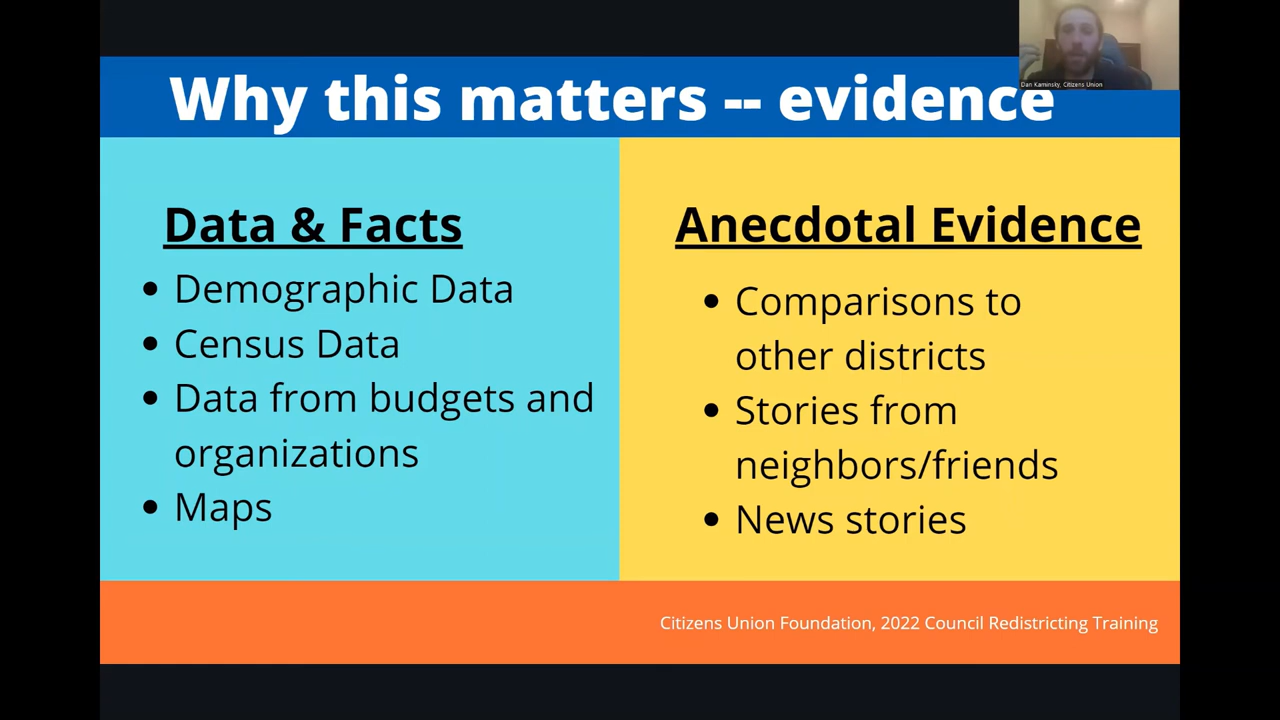 Dan Kaminsky, Citizens Union
Why this matters -- evidence
Data & Facts
• Demographic Data
• Census Data
• Data from budgets and
organizations
• Maps
Anecdotal Evidence
• Comparisons to
other districts
• Stories from
neighbors/friends
• News stories
Citizens Union Foundation, 2022 Council Redistricting Training